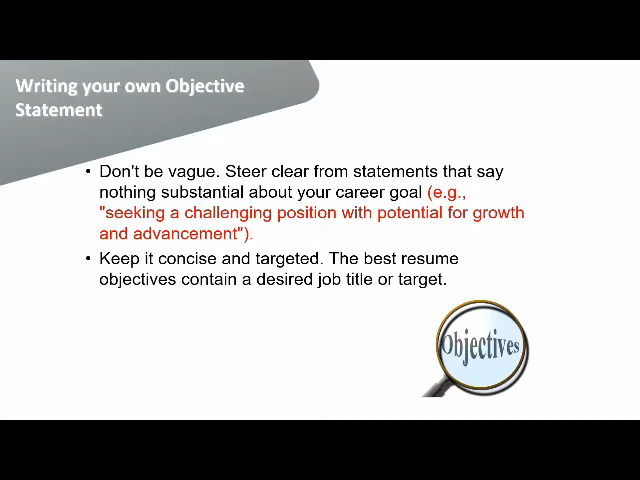 Writing your own Objective
Statement
• Don't be vague. Steer clear from statements that say
nothing substantial about your career goal (e.g.,
"seeking a challenging position with potential for growth
and advancement").
• Keep it concise and targeted. The best resume
objectives contain a desired job title or target.
Objectives